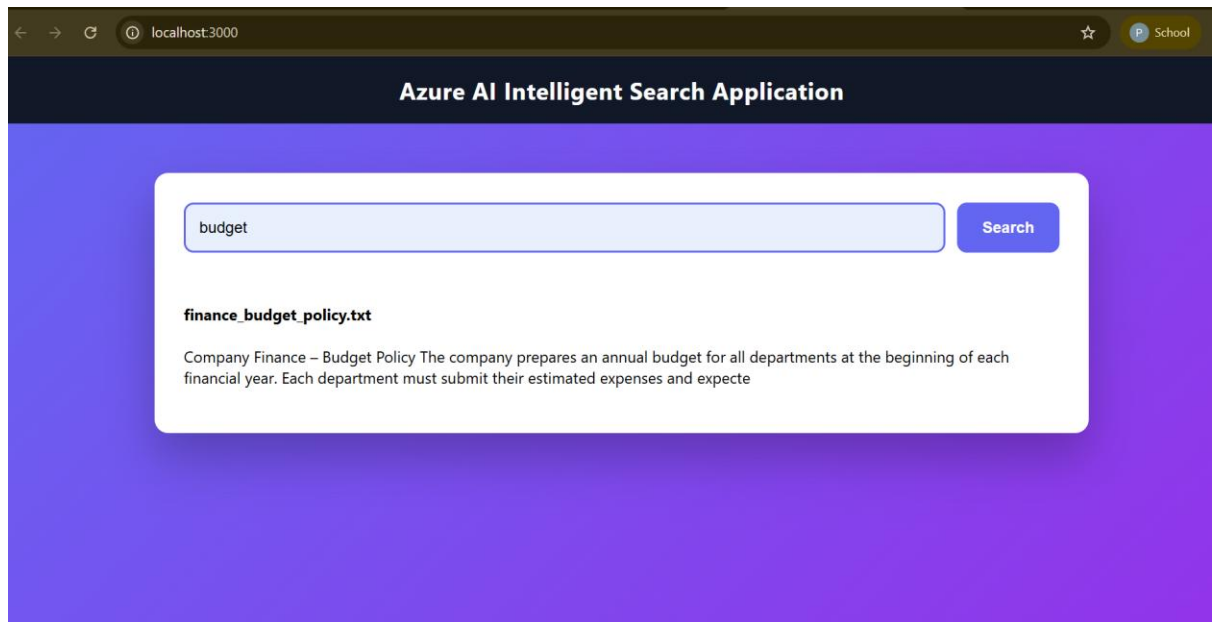 localhost:3000
P School
Azure AI Intelligent Search Application
budget
Search
finance_budget_policy.txt
Company Finance – Budget Policy The company prepares an annual budget for all departments at the beginning of each
financial year. Each department must submit their estimated expenses and expecte